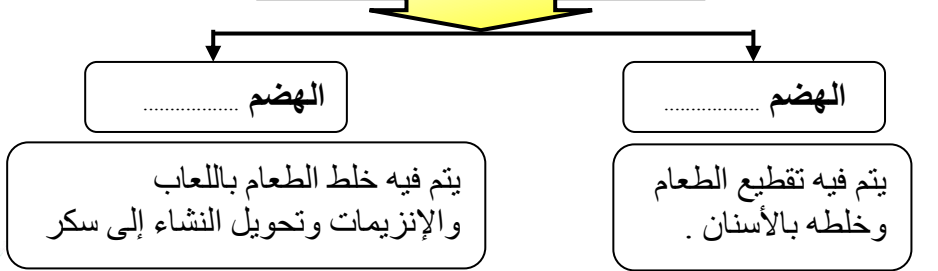 الهضم ..................
الهضم ..................
يتم فيه تقطيع الطعام
وخلطه بالأسنان .
يتم فيه خلط الطعام باللعاب
والإنزيمات وتحويل النشاء إلى سكر